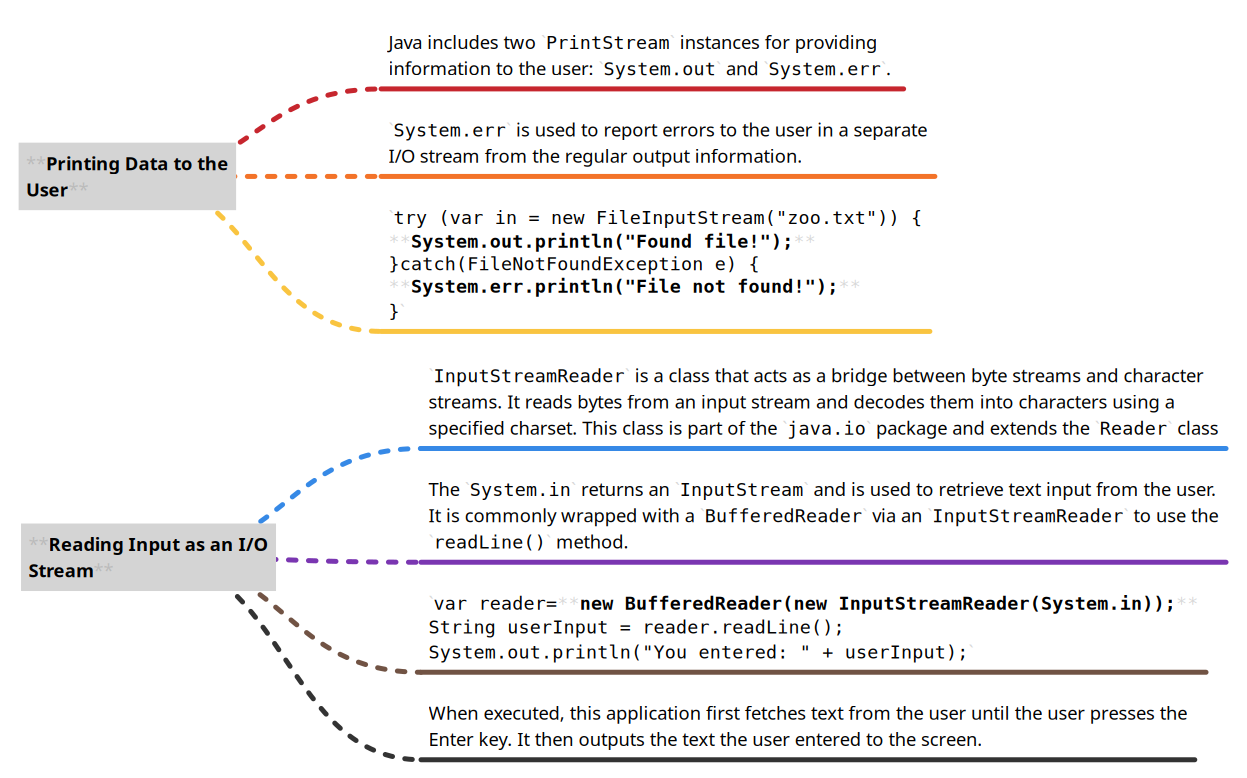 Java includes two `PrintStream` instances for providing
information to the user: `System.out` and `System.err`.
`System.err` is used to report errors to the user in a separate
I/O stream from the regular output information.
**Printing Data to the
User**
`try (var in = new FileInputStream("zoo.txt")) {
**System.out.println("Found file!");**
}catch(FileNotFoundException e) {
**System.err.println("File not found!");**
}`
`InputStreamReader` is a class that acts as a bridge between byte streams and character
streams. It reads bytes from an input stream and decodes them into characters using a
specified charset. This class is part of the `java.io` package and extends the `Reader` class
The `System.in` returns an `InputStream` and is used to retrieve text input from the user.
It is commonly wrapped with a `BufferedReader` via an `InputStreamReader` to use the
`readLine()` method.
**Reading Input as an I/O
Stream**
`var reader=**new BufferedReader(new InputStreamReader(System.in));**
String userInput = reader.readLine();
System.out.println("You entered: " + userInput);`
When executed, this application first fetches text from the user until the user presses the
Enter key. It then outputs the text the user entered to the screen.